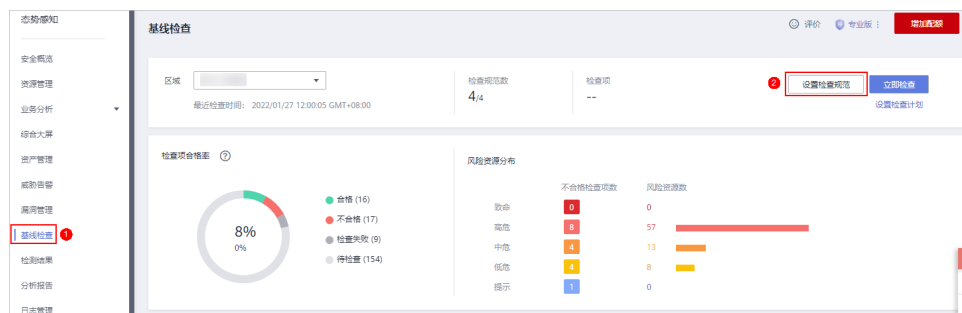 态势感知
基线检查
评价
专业版
增加配额
安全概览
资源管理
业务分析
综合大屏
资产管理
威胁告警
漏洞管理
基线检查
1
检测结果
分析报告
日志管理
区域
最近检查时间: 2022/01/27 12:00:05 GMT+08:00
检查规范数
4/4
检查项
--
2
设置检查规范
立即检查
设置检查计划
检查项合格率 ?
8%
0%
合格 (16)
不合格 (17)
检查失败 (9)
待检查 (154)
风险资源分布
不合格检查项数 风险资源数
致命 0 0
高危 8 57
中危 4 13
低危 4 8
提示 1 0